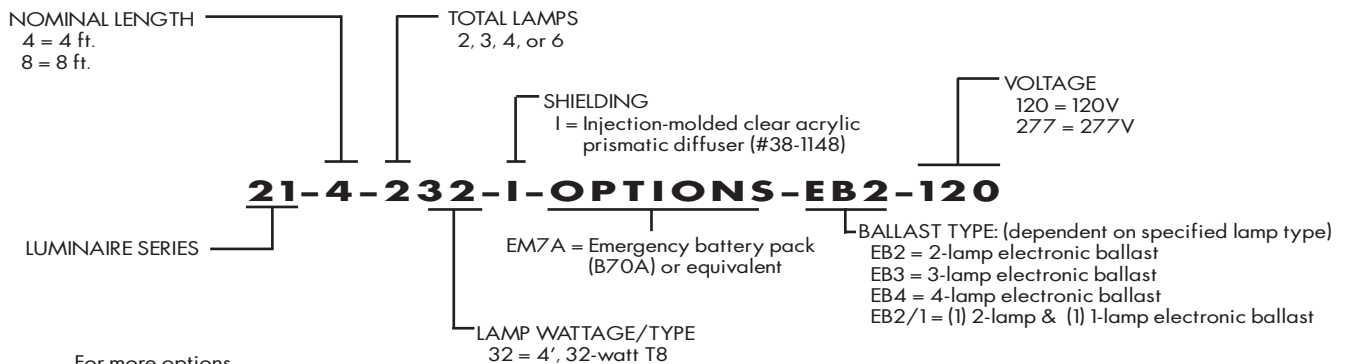 NOMINAL LENGTH
4 = 4 ft.
8 = 8 ft.
TOTAL LAMPS
2, 3, 4, or 6
SHIELDING
I = Injection-molded clear acrylic
prismatic diffuser (#38-1148)
VOLTAGE
120 = 120V
277 = 277V
21-4-232-I-OPTIONS-EB2-120
LUMINAIRE SERIES
EM7A = Emergency battery pack
(B70A) or equivalent
BALLAST TYPE: (dependent on specified lamp type)
EB2 = 2-lamp electronic ballast
EB3 = 3-lamp electronic ballast
EB4 = 4-lamp electronic ballast
EB2/1 = (1) 2-lamp & (1) 1-lamp electronic ballast
LAMP WATTAGE/TYPE
32 = 4', 32-watt T8
For more options